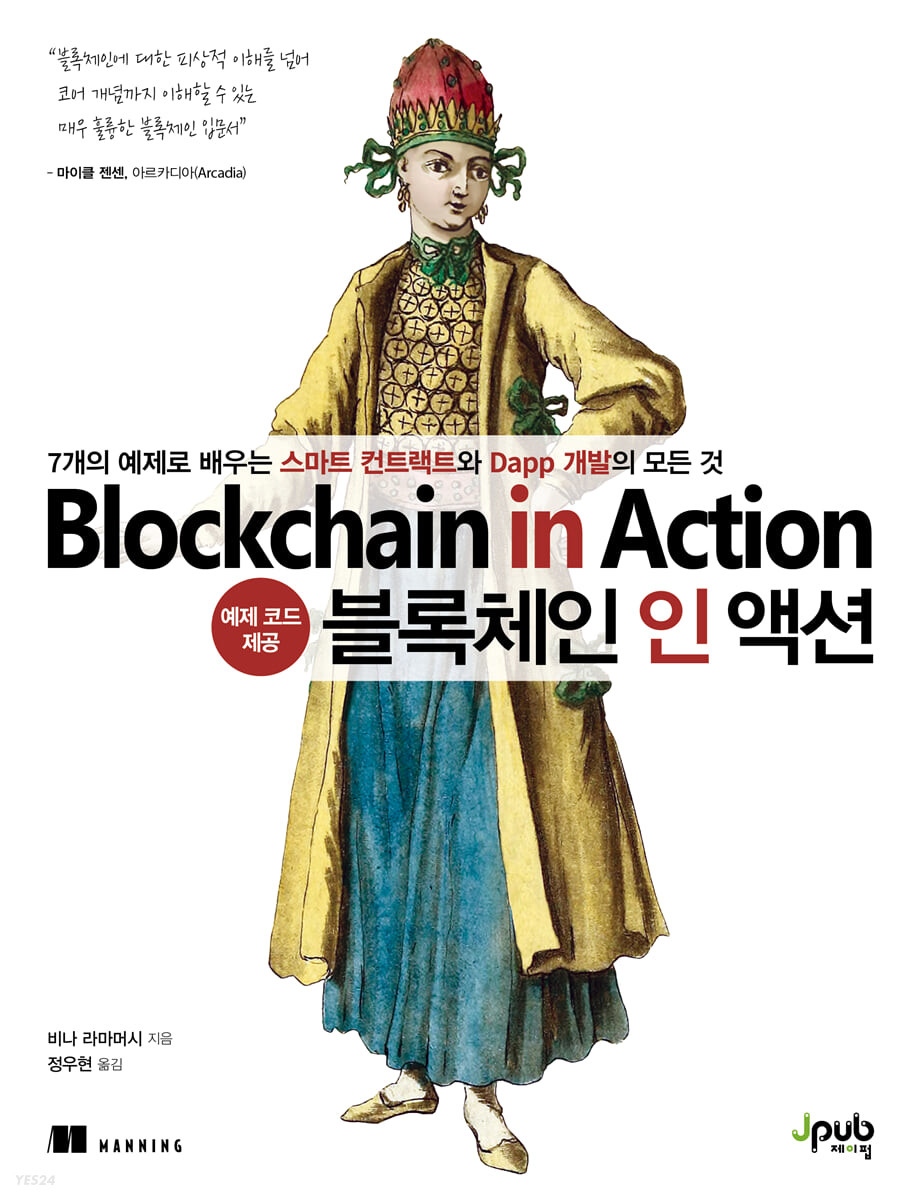 “블록체인에 대한 피상적 이해를 넘어
코어 개념까지 이해할 수 있는
매우 훌륭한 블록체인 입문서”
- 마이클 젠센, 아르카디아(Arcadia)
7개의 예제로 배우는 스마트 컨트랙트와 Dapp 개발의 모든 것
Blockchain in Action
예제 코드
제공
블록체인 인 액션
비나 라마머시 지음
정우현 옮김
MANNING
Jpub
제이펍
YES24